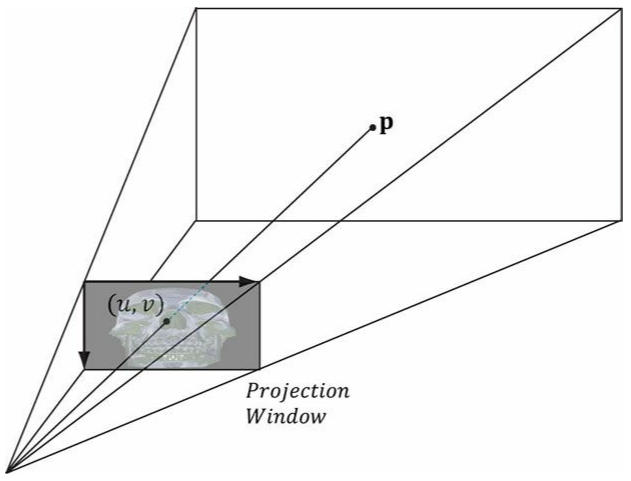 p
(u, v)
Projection
Window